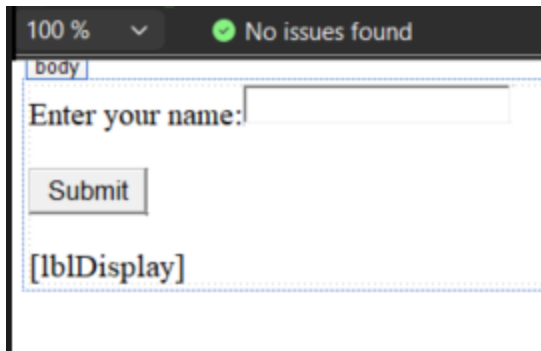 100 % No issues found
body
Enter your name:
Submit
[lblDisplay]